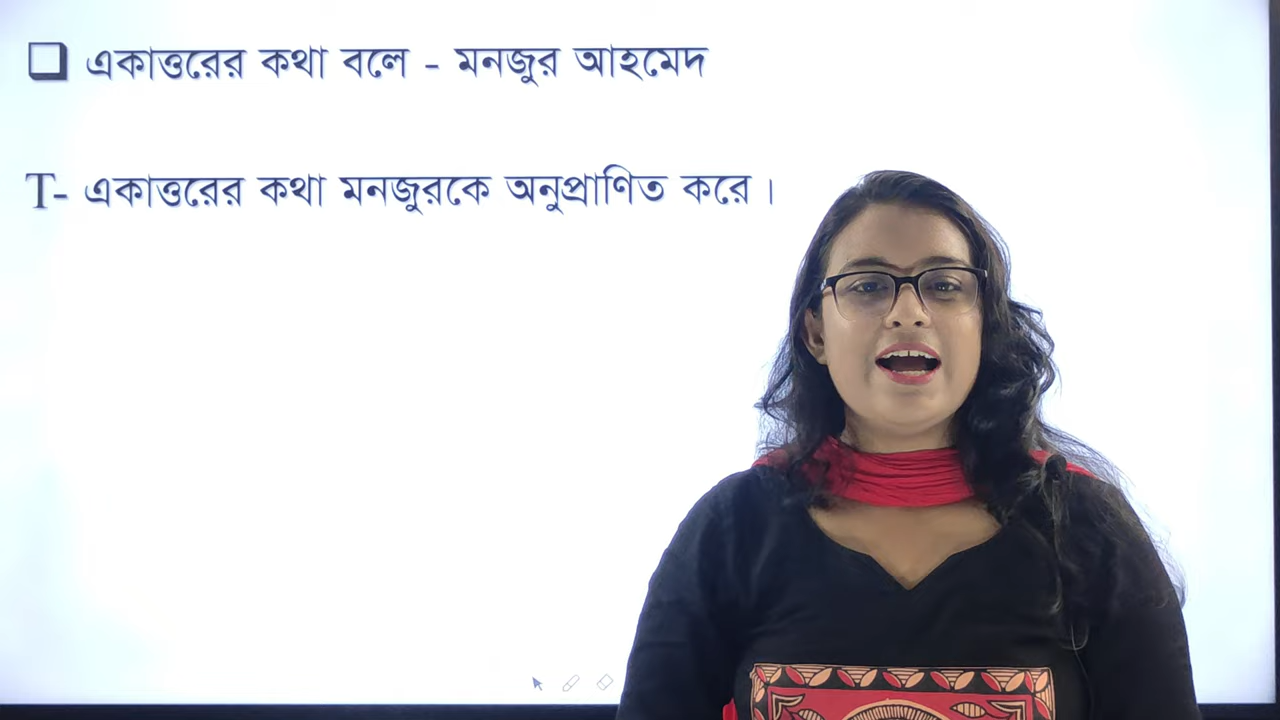 ❑ একাত্তরের কথা বলে - মনজুর আহমেদ
T- একাত্তরের কথা মনজুরকে অনুপ্রাণিত করে।